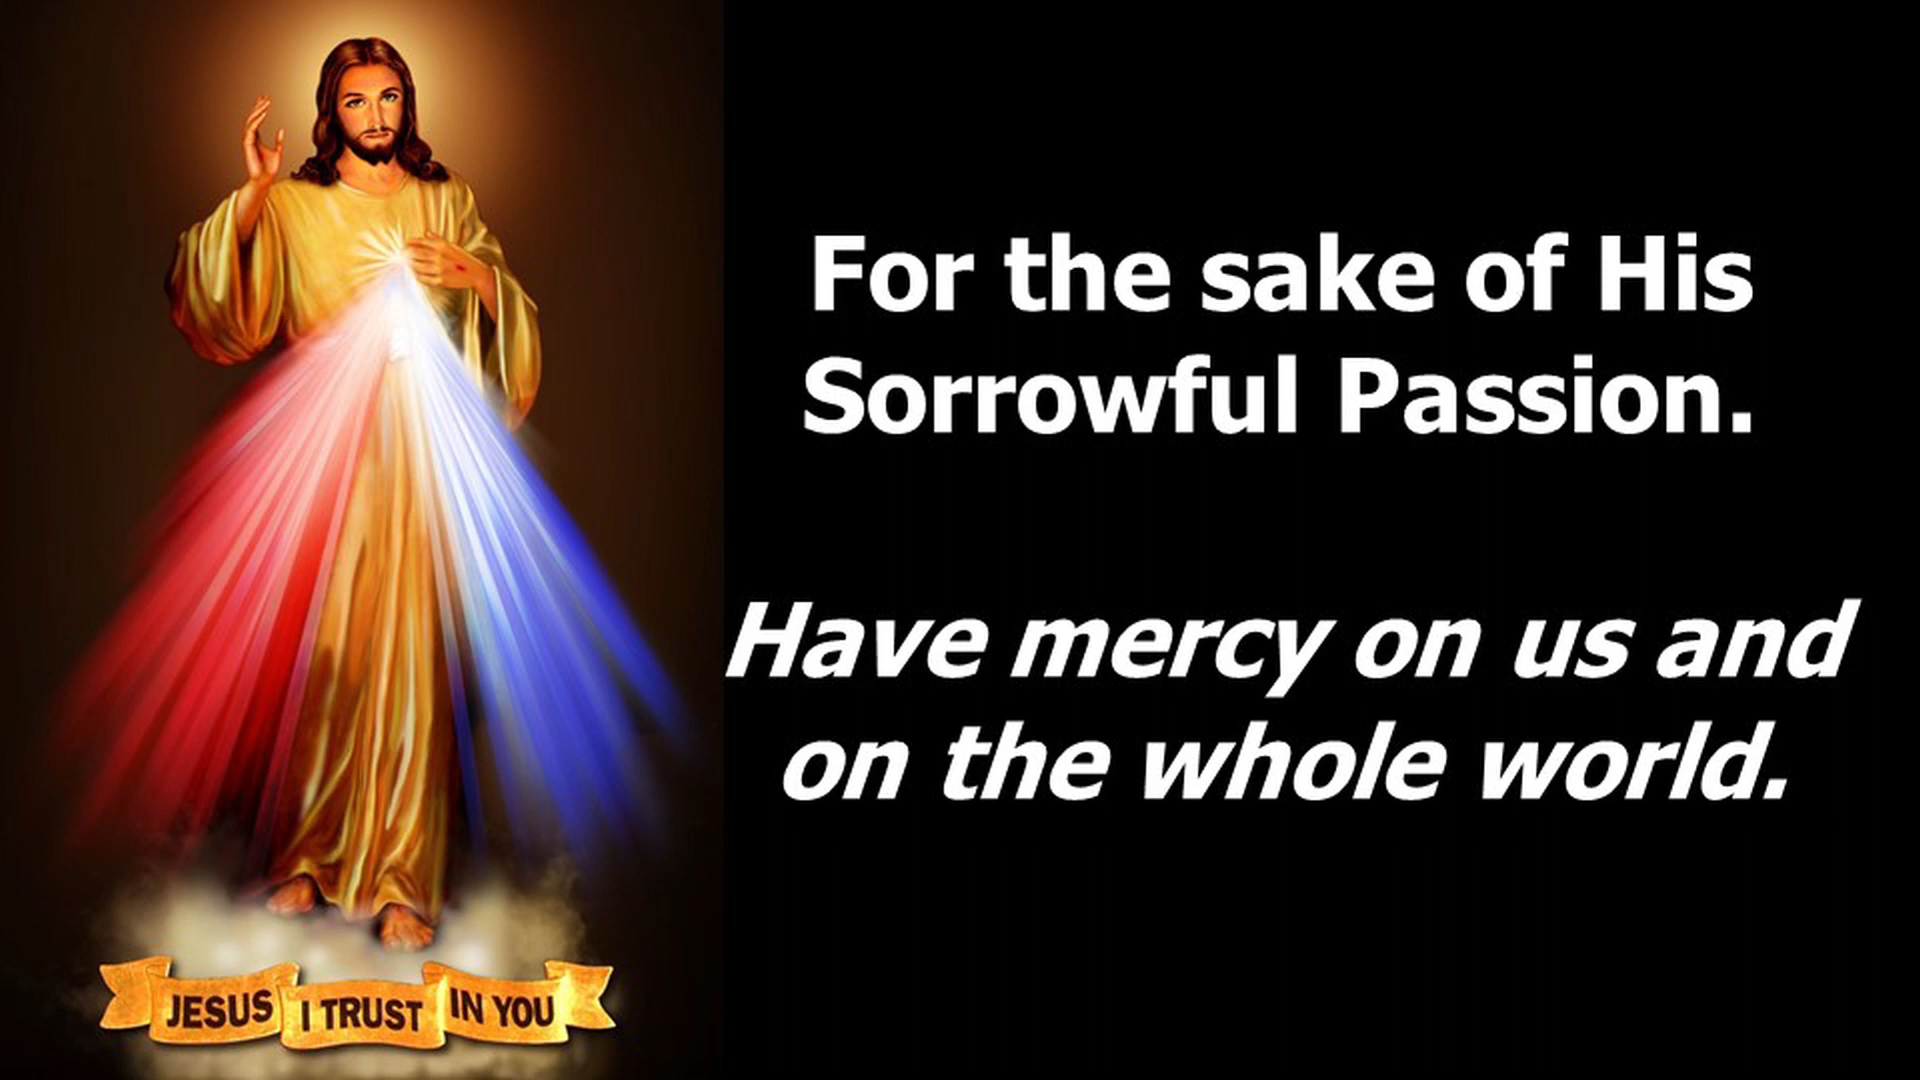 For the sake of His
Sorrowful Passion.
Have mercy on us and
on the whole world.
JESUS I TRUST IN YOU